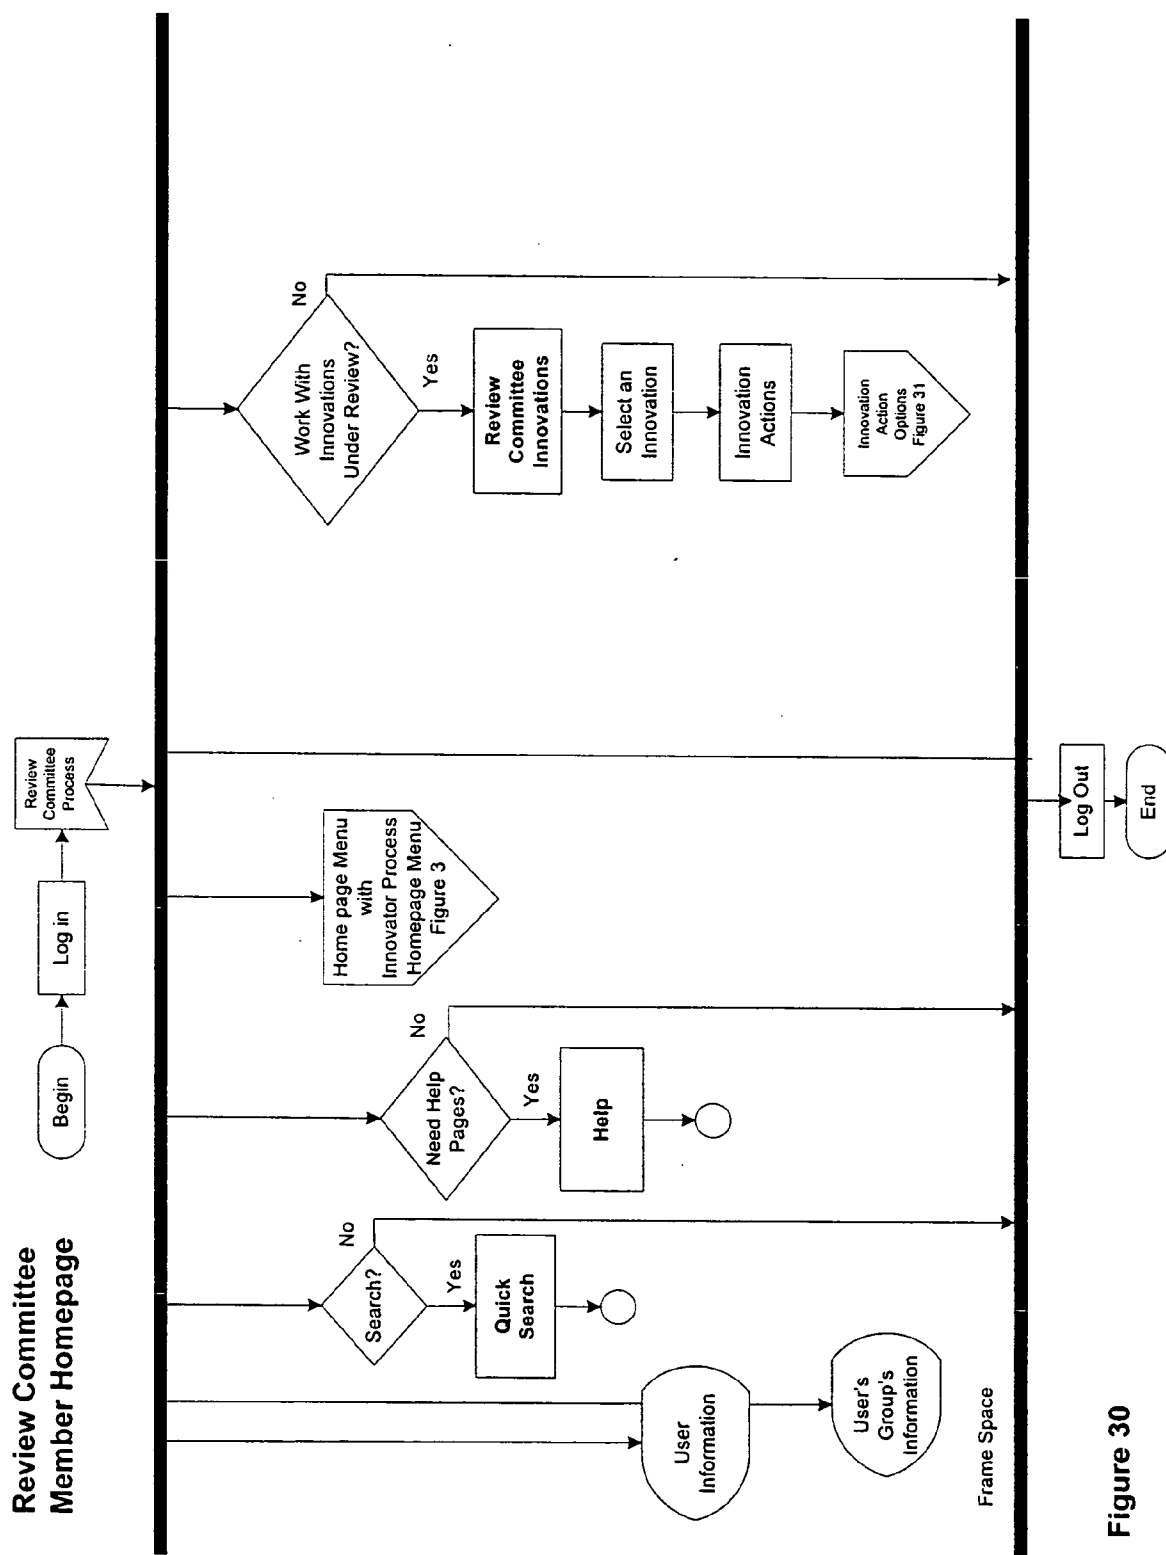 Review Committee
Member Homepage
Begin
Log in
Review
Committee
Process
User
Information
User's
Group's
Information
Frame Space
Search?
No
Yes
Quick
Search
Need Help
Pages?
No
Yes
Help
Home page Menu
with
Innovator Process
Homepage Menu
Figure 3
Work With
Innovations
Under Review?
No
Yes
Review
Committee
Innovations
Select an
Innovation
Innovation
Actions
Innovation
Action
Options
Figure 31
Log Out
End
Figure 30